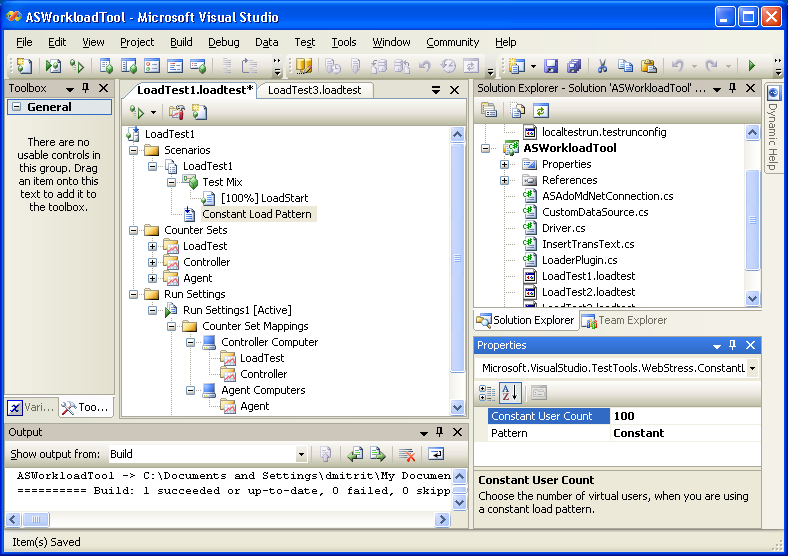 ASWorkloadTool - Microsoft Visual Studio
File Edit View Project Build Debug Data Test Tools Window Community Help
Toolbox
General
There are no
usable controls in
this group. Drag
an item onto this
text to add it to
the toolbox.
Vari...
Too...
LoadTest1.loadtest*
LoadTest3.loadtest
LoadTest1
Scenarios
LoadTest1
Test Mix
[100%] LoadStart
Constant Load Pattern
Counter Sets
LoadTest
Controller
Agent
Run Settings
Run Settings1 [Active]
Counter Set Mappings
Controller Computer
LoadTest
Controller
Agent Computers
Agent
Solution Explorer - Solution 'ASWorkloadTool' ...
localtestrun.testrunconfig
ASWorkloadTool
Properties
References
ASAdoMdNetConnection.cs
CustomDataSource.cs
Driver.cs
InsertTransText.cs
LoaderPlugin.cs
LoadTest1.loadtest
LoadTest2.loadtest
LoadTest3.loadtest
Solution Explorer
Team Explorer
Dynamic Help
Properties
Microsoft.VisualStudio.TestTools.WebStress.ConstantL
Constant User Count 100
Pattern Constant
Constant User Count
Choose the number of virtual users, when you are using
a constant load pattern.
Output
Show output from: Build
ASWorkloadTool -> C:\Documents and Settings\dmitrit\My Documen
========== Build: 1 succeeded or up-to-date, 0 failed, 0 skipp
Item(s) Saved